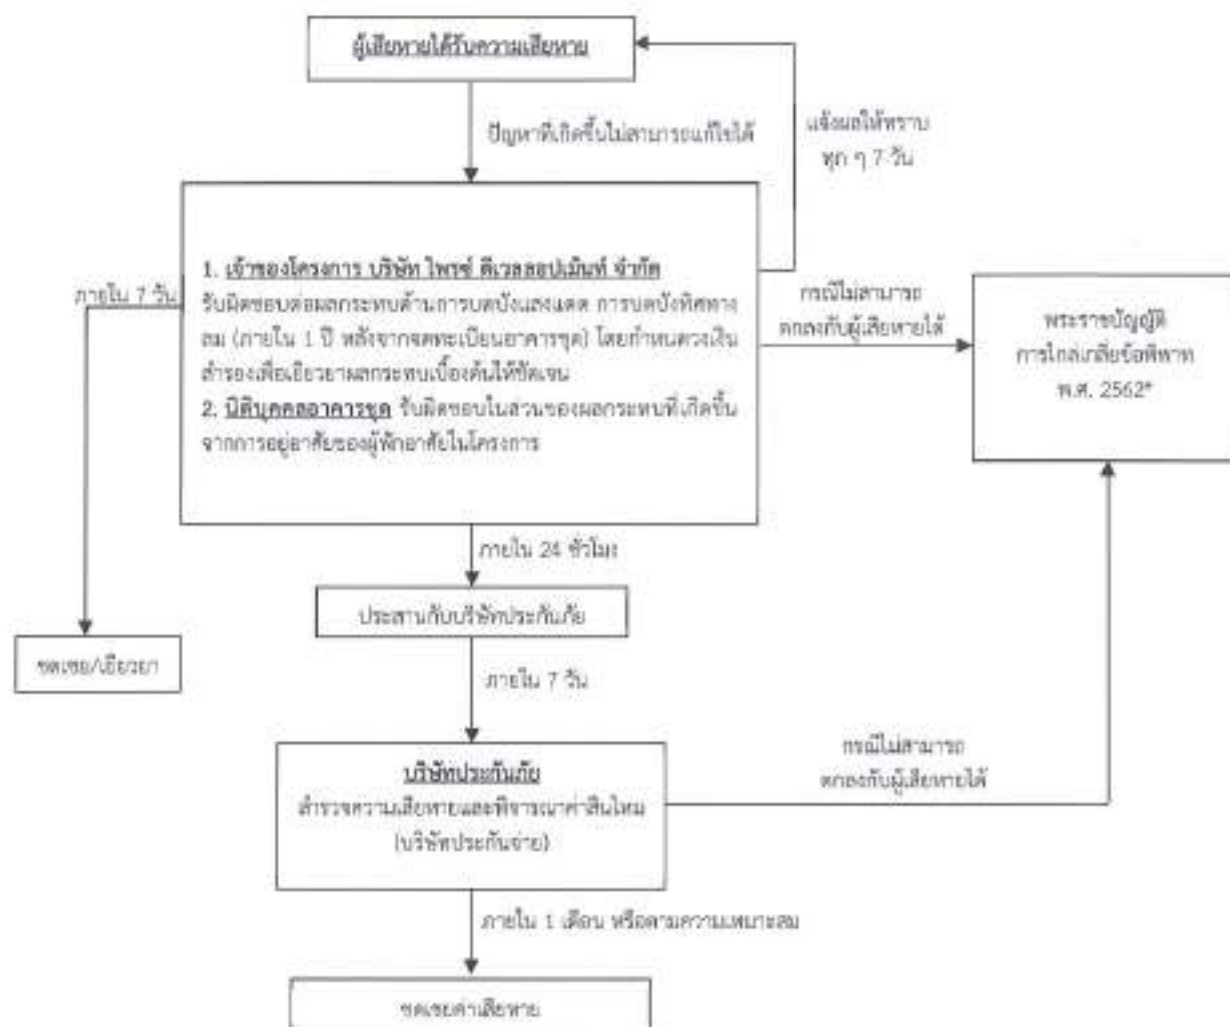 ผู้เสียหายได้รับความเสียหาย
ปัญหาที่เกิดขึ้นไม่สามารถแก้ไขได้
แจ้งผลให้ทราบ
ทุก ๆ 7 วัน
1. เจ้าของโครงการ บริษัท ไพรซ์ ดีเวลลอปเม้นท์ จำกัด
รับผิดชอบต่อผลกระทบด้านการบดบังแสงแดด การบดบังทิศทาง
ลม (ภายใน 1 ปี หลังจากจดทะเบียนอาคารชุด) โดยกำหนดวงเงิน
สำรองเพื่อเยียวยาผลกระทบเบื้องต้นให้ชัดเจน
2. นิติบุคคลอาคารชุด รับผิดชอบในส่วนของผลกระทบที่เกิดขึ้น
จากการอยู่อาศัยของผู้พักอาศัยในโครงการ
ภายใน 7 วัน
กรณีไม่สามารถ
ตกลงกับผู้เสียหายได้
พระราชบัญญัติ
การไกล่เกลี่ยข้อพิพาท
พ.ศ. 2562*
ภายใน 24 ชั่วโมง
ประสานกับบริษัทประกันภัย
ชดเชย/เยียวยา
ภายใน 7 วัน
บริษัทประกันภัย
สำรวจความเสียหายและพิจารณาค่าสินไหม
(บริษัทประกันจ่าย)
กรณีไม่สามารถ
ตกลงกับผู้เสียหายได้
ภายใน 1 เดือน หรือตามความเหมาะสม
ชดเชยค่าเสียหาย